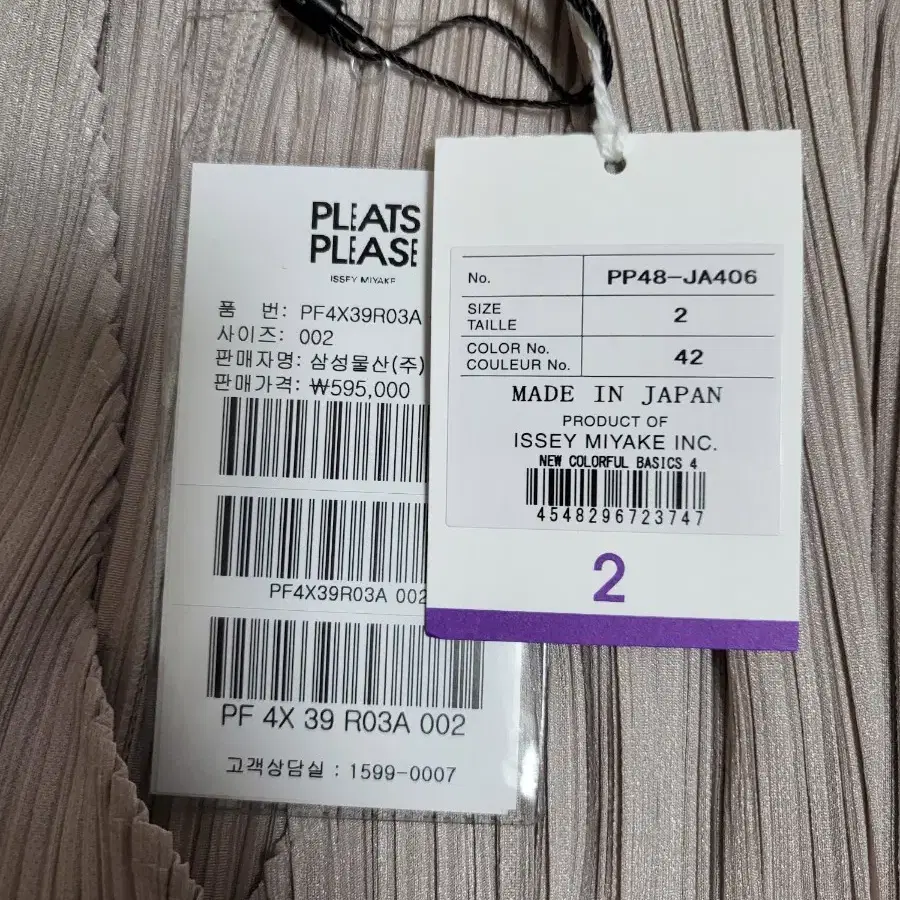 PLEATS
PLEASE
ISSEY MIYAKE
품 번: PF4X39R03A
사이즈: 002
판매자명: 삼성물산(주)
판매가격: ₩595,000
PF4X39R03A 002
PF 4X 39 R03A 002
고객상담실 : 1599-0007
No. PP48-JA406
SIZE
TAILLE
2
COLOR No.
COULEUR No.
42
MADE IN JAPAN
PRODUCT OF
ISSEY MIYAKE INC.
NEW COLORFUL BASICS 4
4548296723747
2